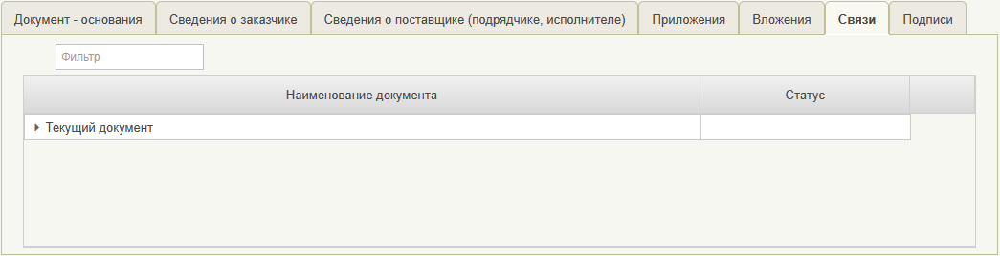 Документ - основания Сведения о заказчике Сведения о поставщике (подрядчике, исполнителе) Приложения Вложения Связи Подписи
Фильтр
Наименование документа Статус
Текущий документ